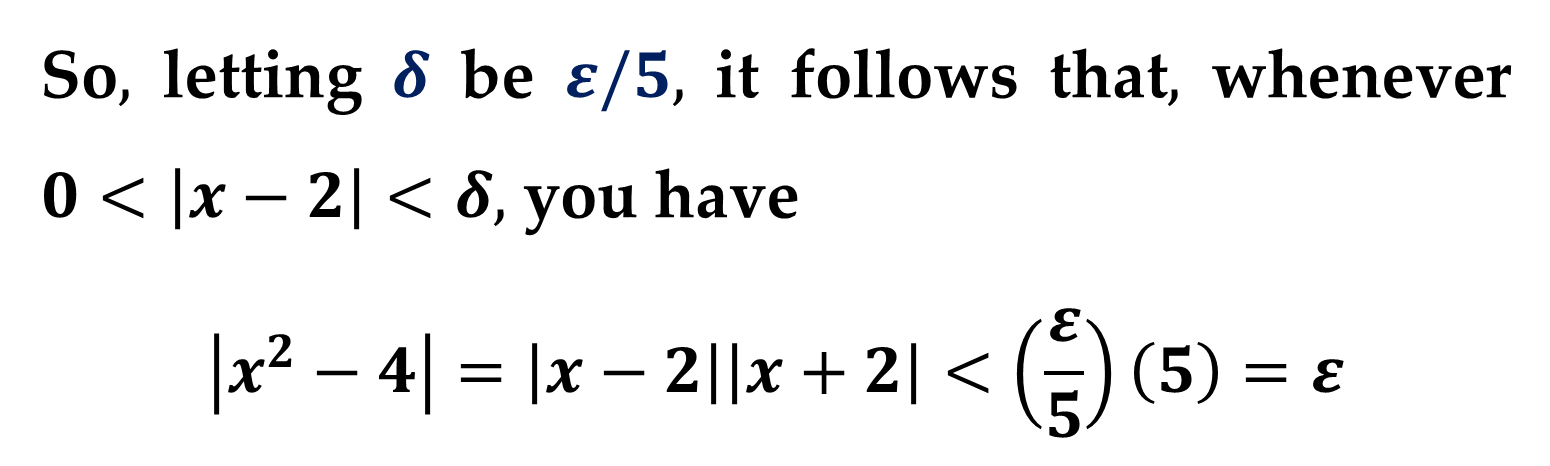 So, letting δ be ε/5, it follows that, whenever
0 < |x − 2| < δ, you have
|x² − 4| = |x − 2||x + 2| < (ε/5)(5) = ε